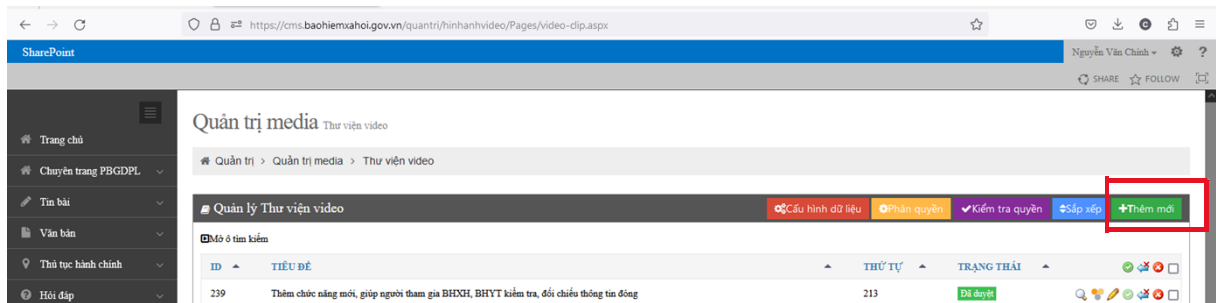 https://cms.baohiemxahoi.gov.vn/quantri/hinhanhvideo/Pages/video-clip.aspx
SharePoint
Nguyễn Văn Chính
?
SHARE
FOLLOW
Quản trị media Thư viện video
Trang chủ
Quản trị > Quản trị media > Thư viện video
Chuyên trang PBGDPL
Tin bài
Quản lý Thư viện video
Cấu hình dữ liệu
Phân quyền
Kiểm tra quyền
Sắp xếp
+Thêm mới
Văn bản
Mở ô tìm kiếm
Thủ tục hành chính
ID
TIÊU ĐỀ
THỨ TỰ
TRẠNG THÁI
Hỏi đáp
239
Thêm chức năng mới, giúp người tham gia BHXH, BHYT kiểm tra, đối chiếu thông tin đóng
213
Đã duyệt